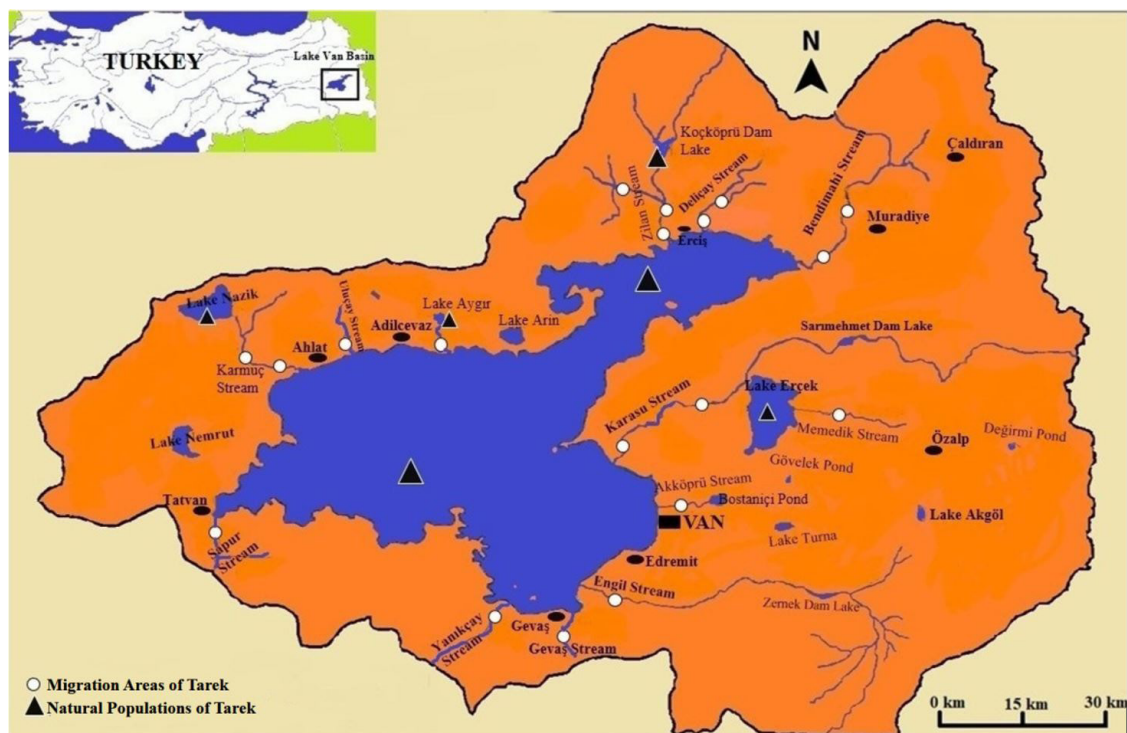 TURKEY
Lake Van Basin
N
Koçköprü Dam
Lake
Çaldıran
Zilan Stream
Deliçay Stream
Bendimahi Stream
Muradiye
Erciş
Lake Nazik
Uluçay Stream
Lake Aygır
Adilcevaz
Lake Arin
Sarımehmet Dam Lake
Ahlat
Karmuç
Stream
Karasu Stream
Lake Erçek
Memedik Stream
Lake Nemrut
Özalp
Değirmi Pond
Gövelek Pond
Akköprü Stream
Bostaniçi Pond
Tatvan
VAN
Lake Akgöl
Lake Turna
Sapur
Stream
Edremit
Engil Stream
Zernek Dam Lake
Yanıkçay
Stream
Gevaş
Gevaş Stream
Migration Areas of Tarek
Natural Populations of Tarek
0 km 15 km 30 km